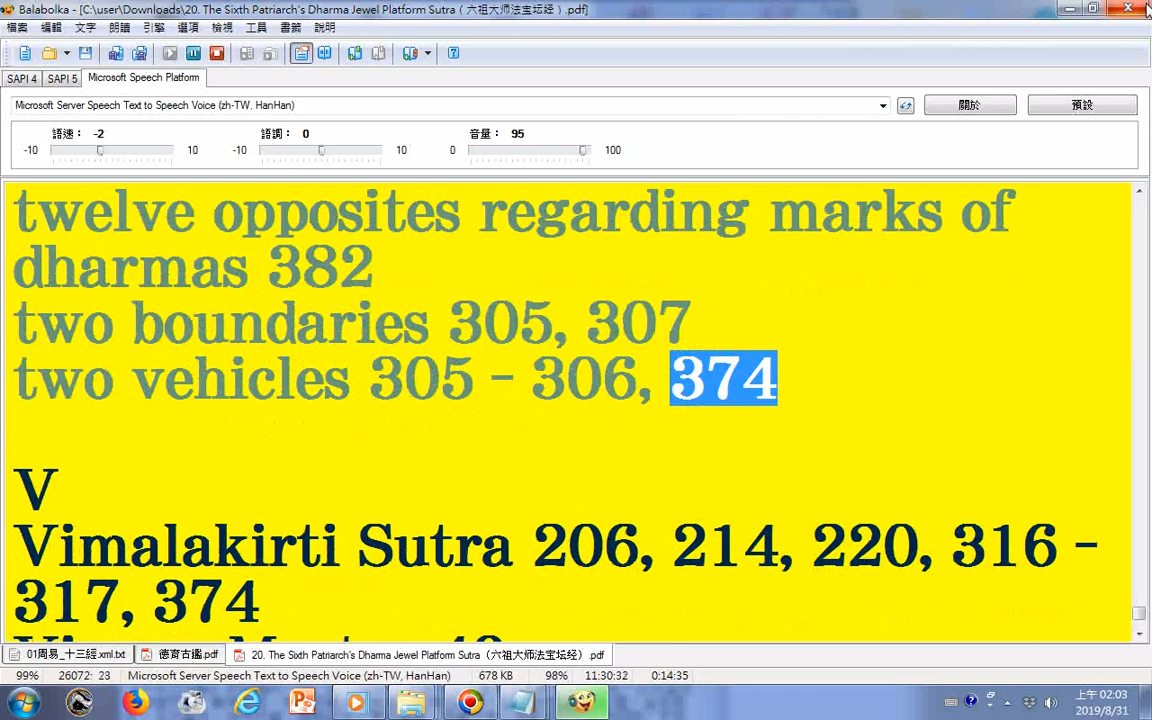 Balabolka - [C:\user\Downloads\20. The Sixth Patriarch's Dharma Jewel Platform Sutra（六祖大师法宝坛经）.pdf]
檔案 編輯 文字 朗讀 引擎 選項 檢視 工具 書籤 說明
SAPI 4 SAPI 5 Microsoft Speech Platform
Microsoft Server Speech Text to Speech Voice (zh-TW, HanHan) 關於 預設
語速： -2 語調： 0 音量： 95
-10 10 -10 10 0 100
twelve opposites regarding marks of
dharmas 382
two boundaries 305, 307
two vehicles 305 - 306, 374
V
Vimalakirti Sutra 206, 214, 220, 316 -
317, 374
01周易_十三經.xml.txt 德育古鑑.pdf 20. The Sixth Patriarch's Dharma Jewel Platform Sutra（六祖大师法宝坛经）.pdf
99% 26072: 23 Microsoft Server Speech Text to Speech Voice (zh-TW, HanHan) 678 KB 98% 11:30:32 0:14:35
上午 02:03
2019/8/31